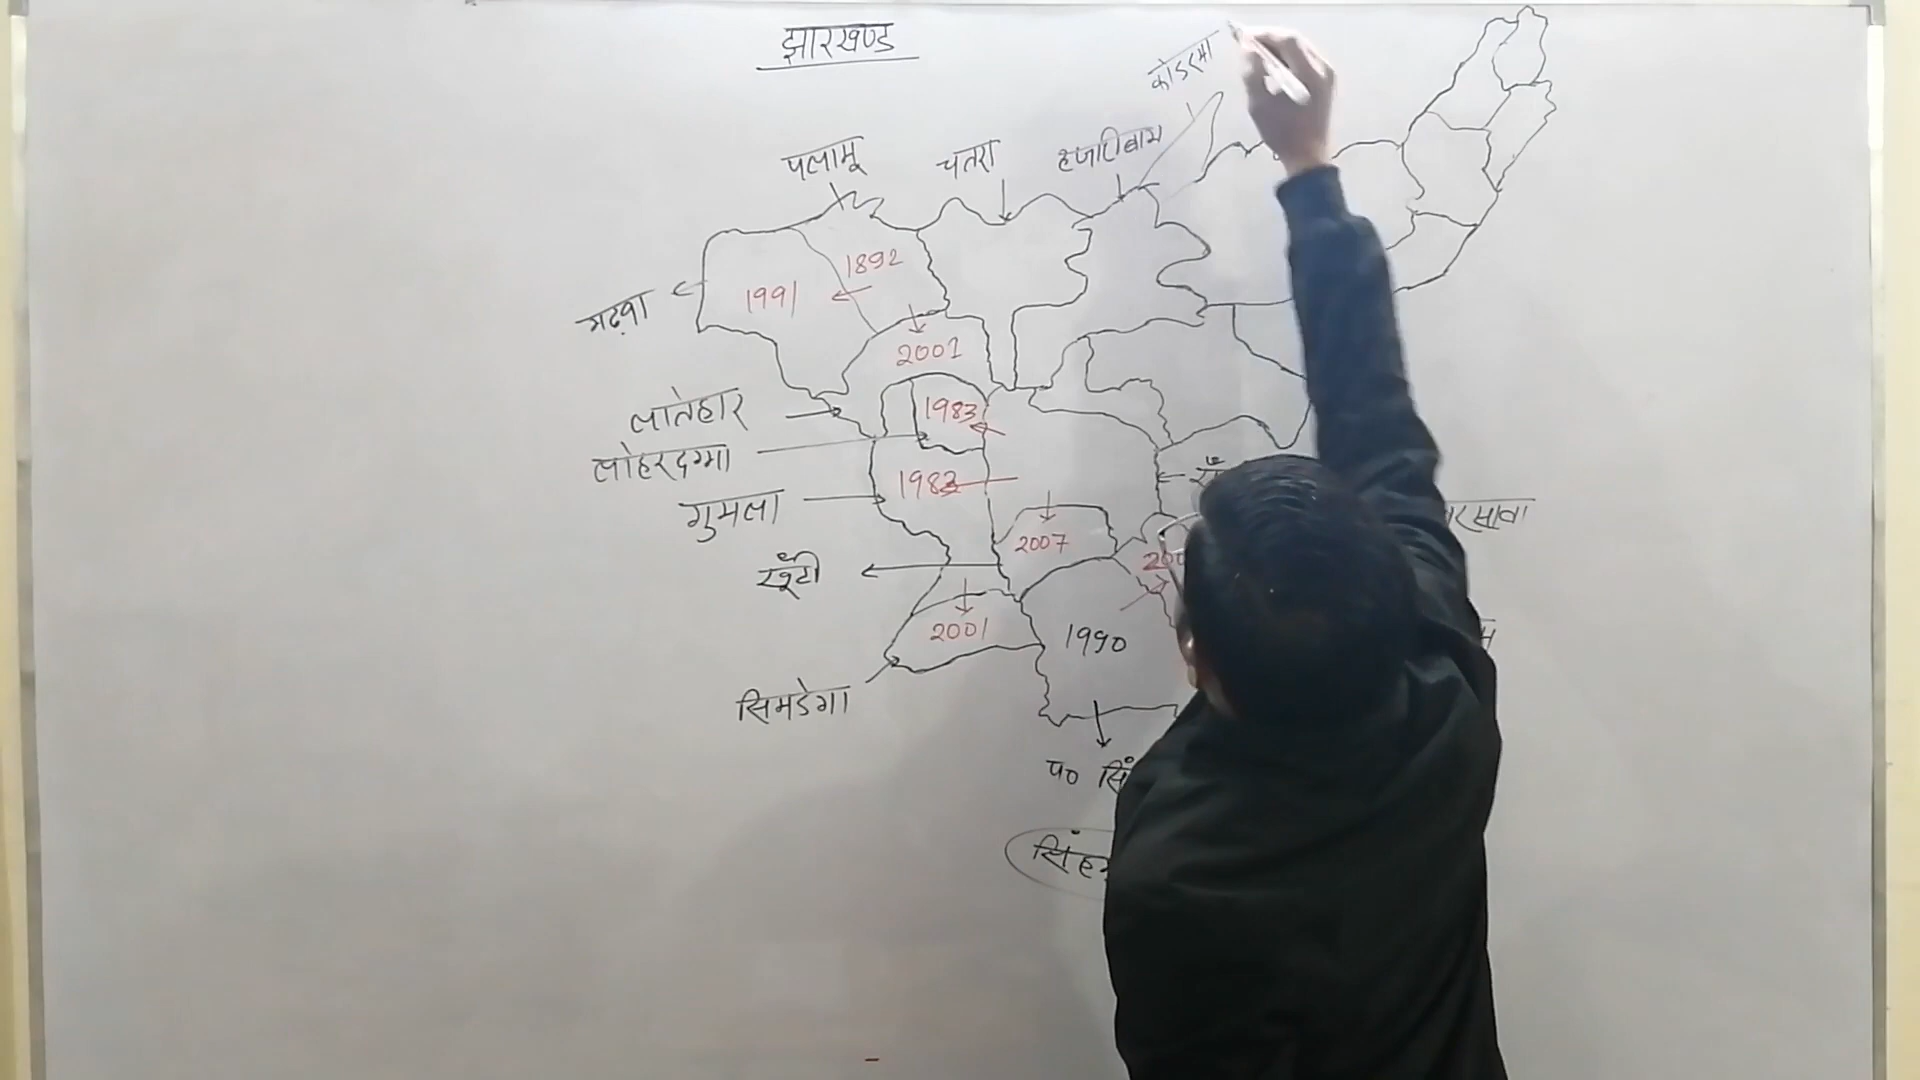 झारखण्ड
कोडरमा
पलामू
चतरा
हजारीबाग
1892
1991
गढ़वा
2001
लातेहार
1983
लोहरदग्गा
1983
गुमला
2007
खूँटी
2001
1990
सिमडेगा
प०